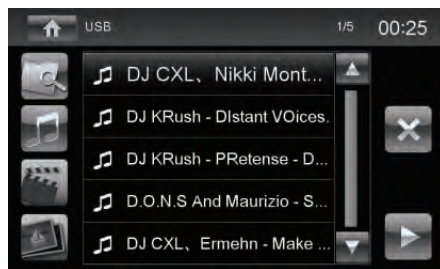 USB 1/5 00:25
DJ CXL、Nikki Mont...
DJ KRush - DIstant VOices.
DJ KRush - PRetense - D...
D.O.N.S And Maurizio - S...
DJ CXL、Ermehn - Make ...